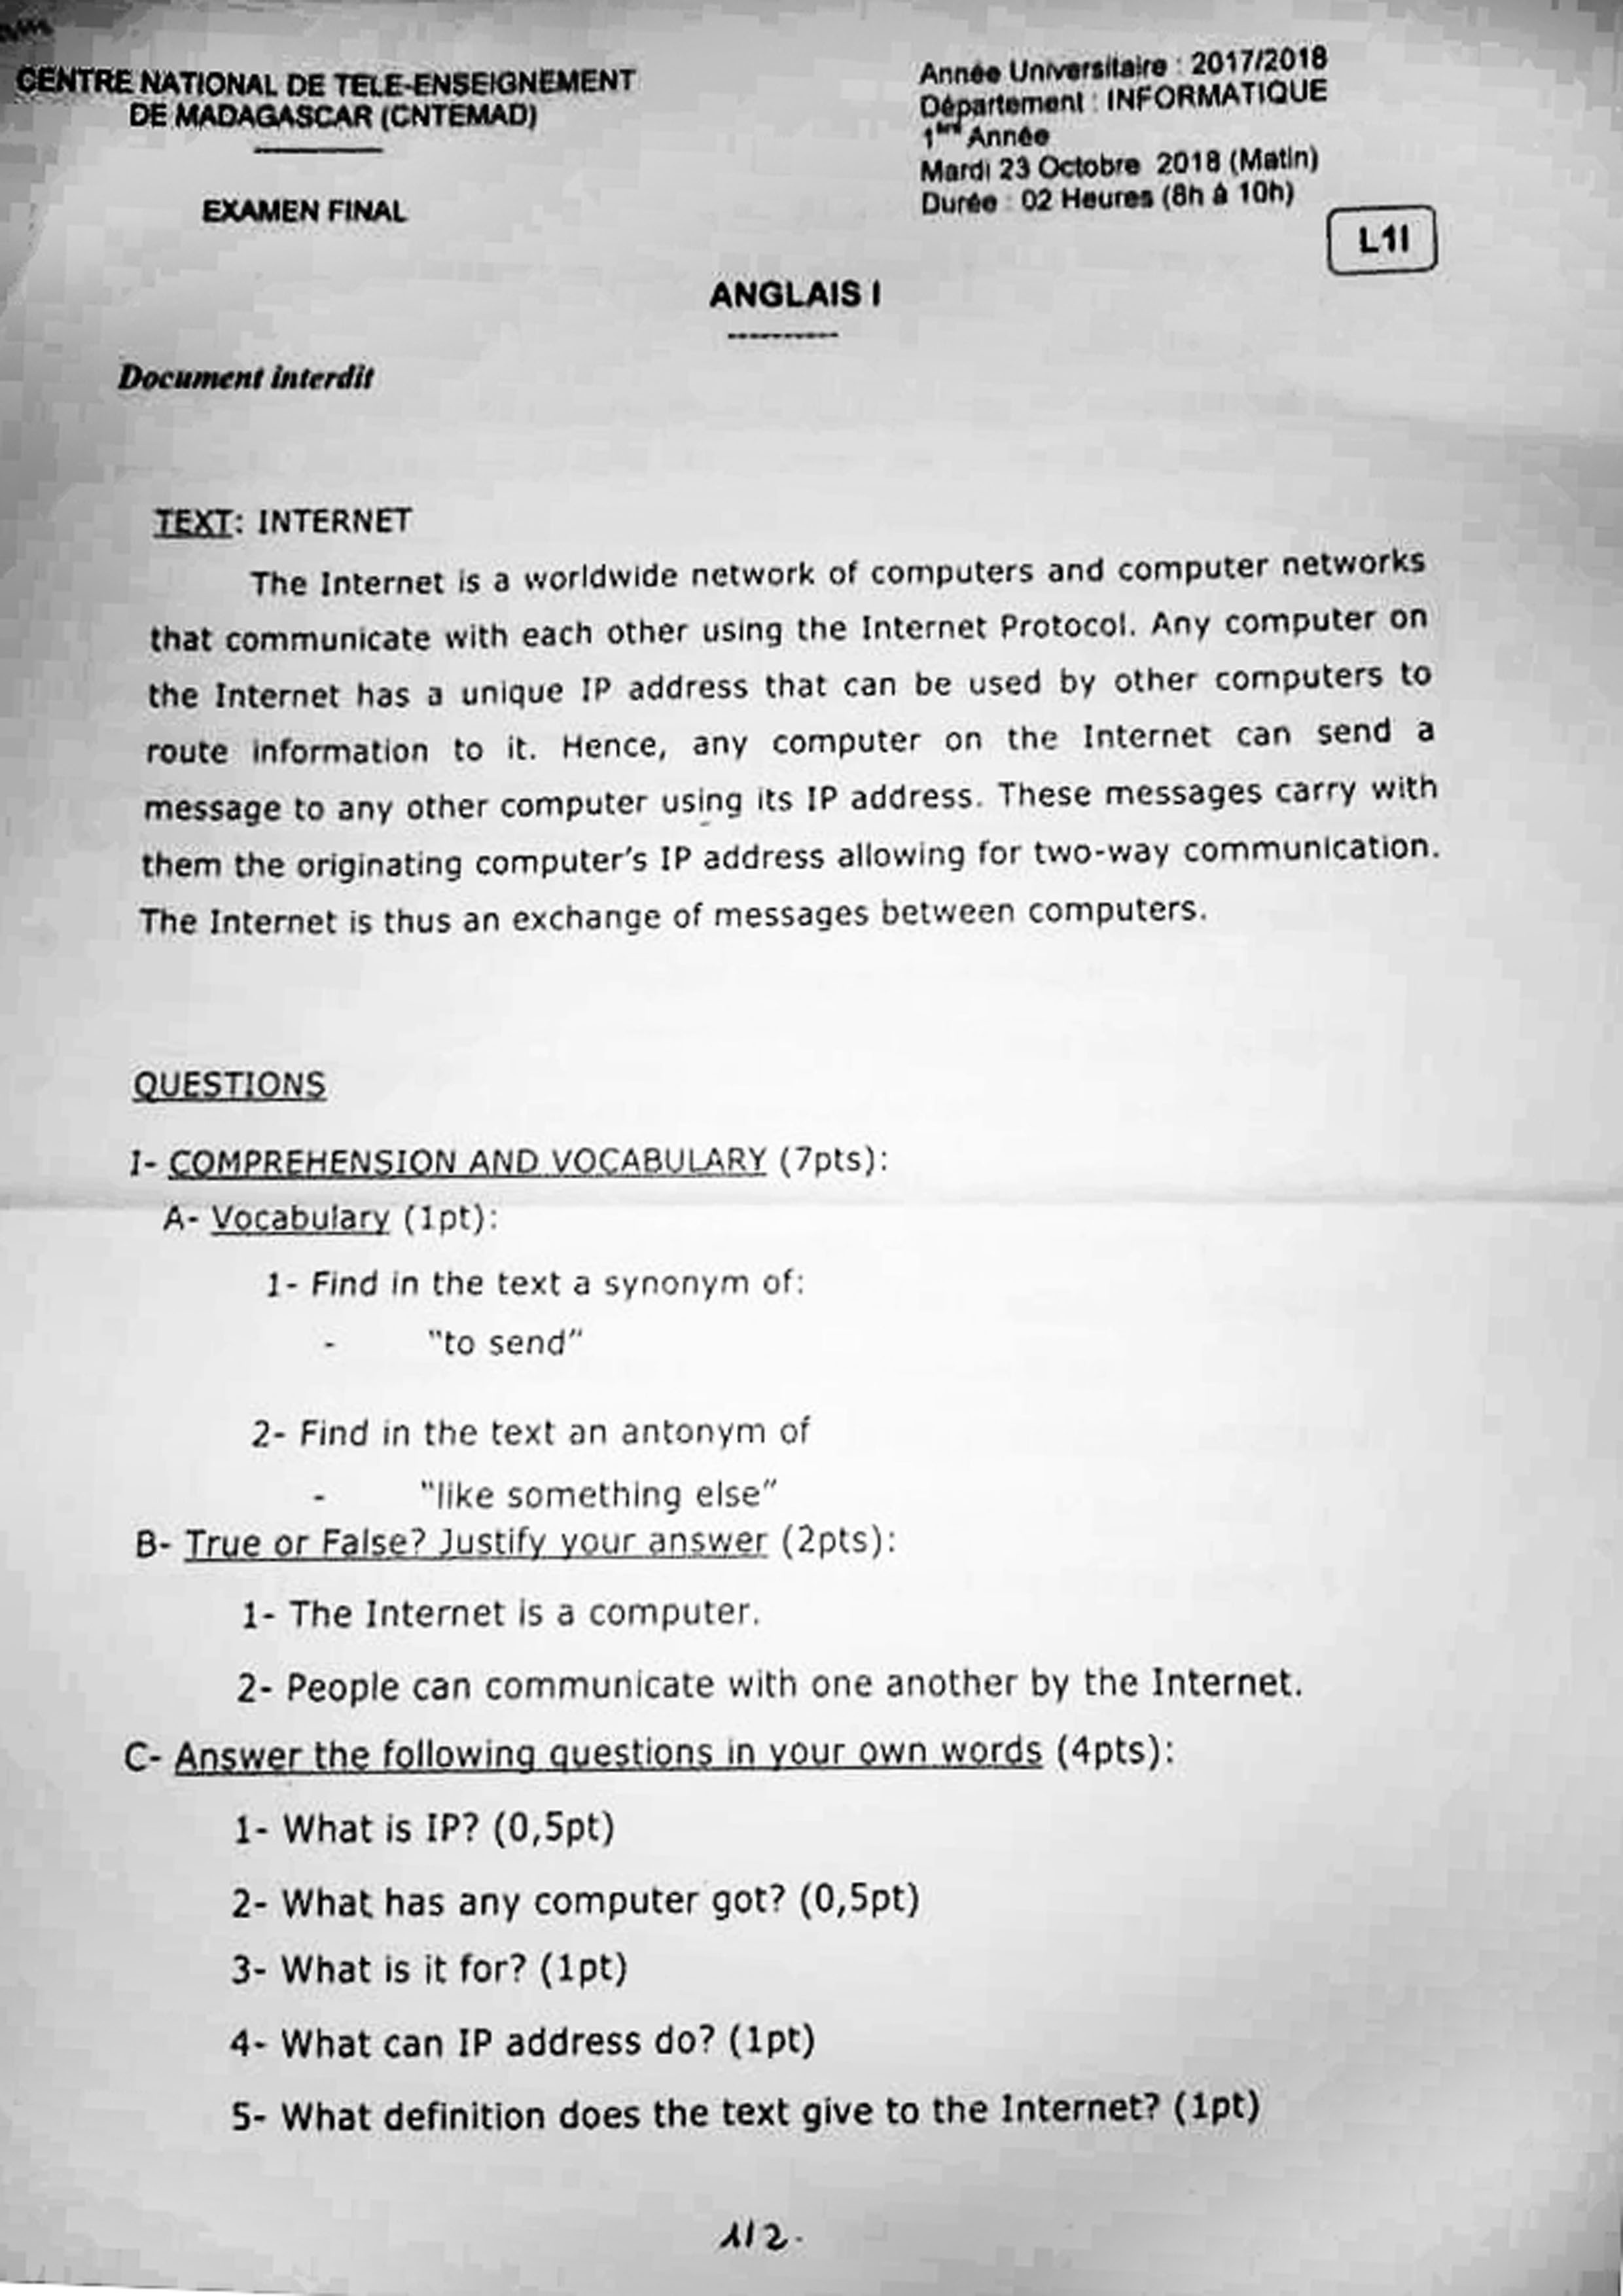 CENTRE NATIONAL DE TELE-ENSEIGNEMENT
DE MADAGASCAR (CNTEMAD)
EXAMEN FINAL
Année Universitaire : 2017/2018
Département : INFORMATIQUE
1ère Année
Mardi 23 Octobre 2018 (Matin)
Durée : 02 Heures (8h à 10h)
L1I
ANGLAIS I
----------
Document interdit
TEXT: INTERNET
The Internet is a worldwide network of computers and computer networks
that communicate with each other using the Internet Protocol. Any computer on
the Internet has a unique IP address that can be used by other computers to
route information to it. Hence, any computer on the Internet can send a
message to any other computer using its IP address. These messages carry with
them the originating computer's IP address allowing for two-way communication.
The Internet is thus an exchange of messages between computers.
QUESTIONS
I- COMPREHENSION AND VOCABULARY (7pts):
A- Vocabulary (1pt):
1- Find in the text a synonym of:
- "to send"
2- Find in the text an antonym of
- "like something else"
B- True or False? Justify your answer (2pts):
1- The Internet is a computer.
2- People can communicate with one another by the Internet.
C- Answer the following questions in your own words (4pts):
1- What is IP? (0,5pt)
2- What has any computer got? (0,5pt)
3- What is it for? (1pt)
4- What can IP address do? (1pt)
5- What definition does the text give to the Internet? (1pt)
1/2.